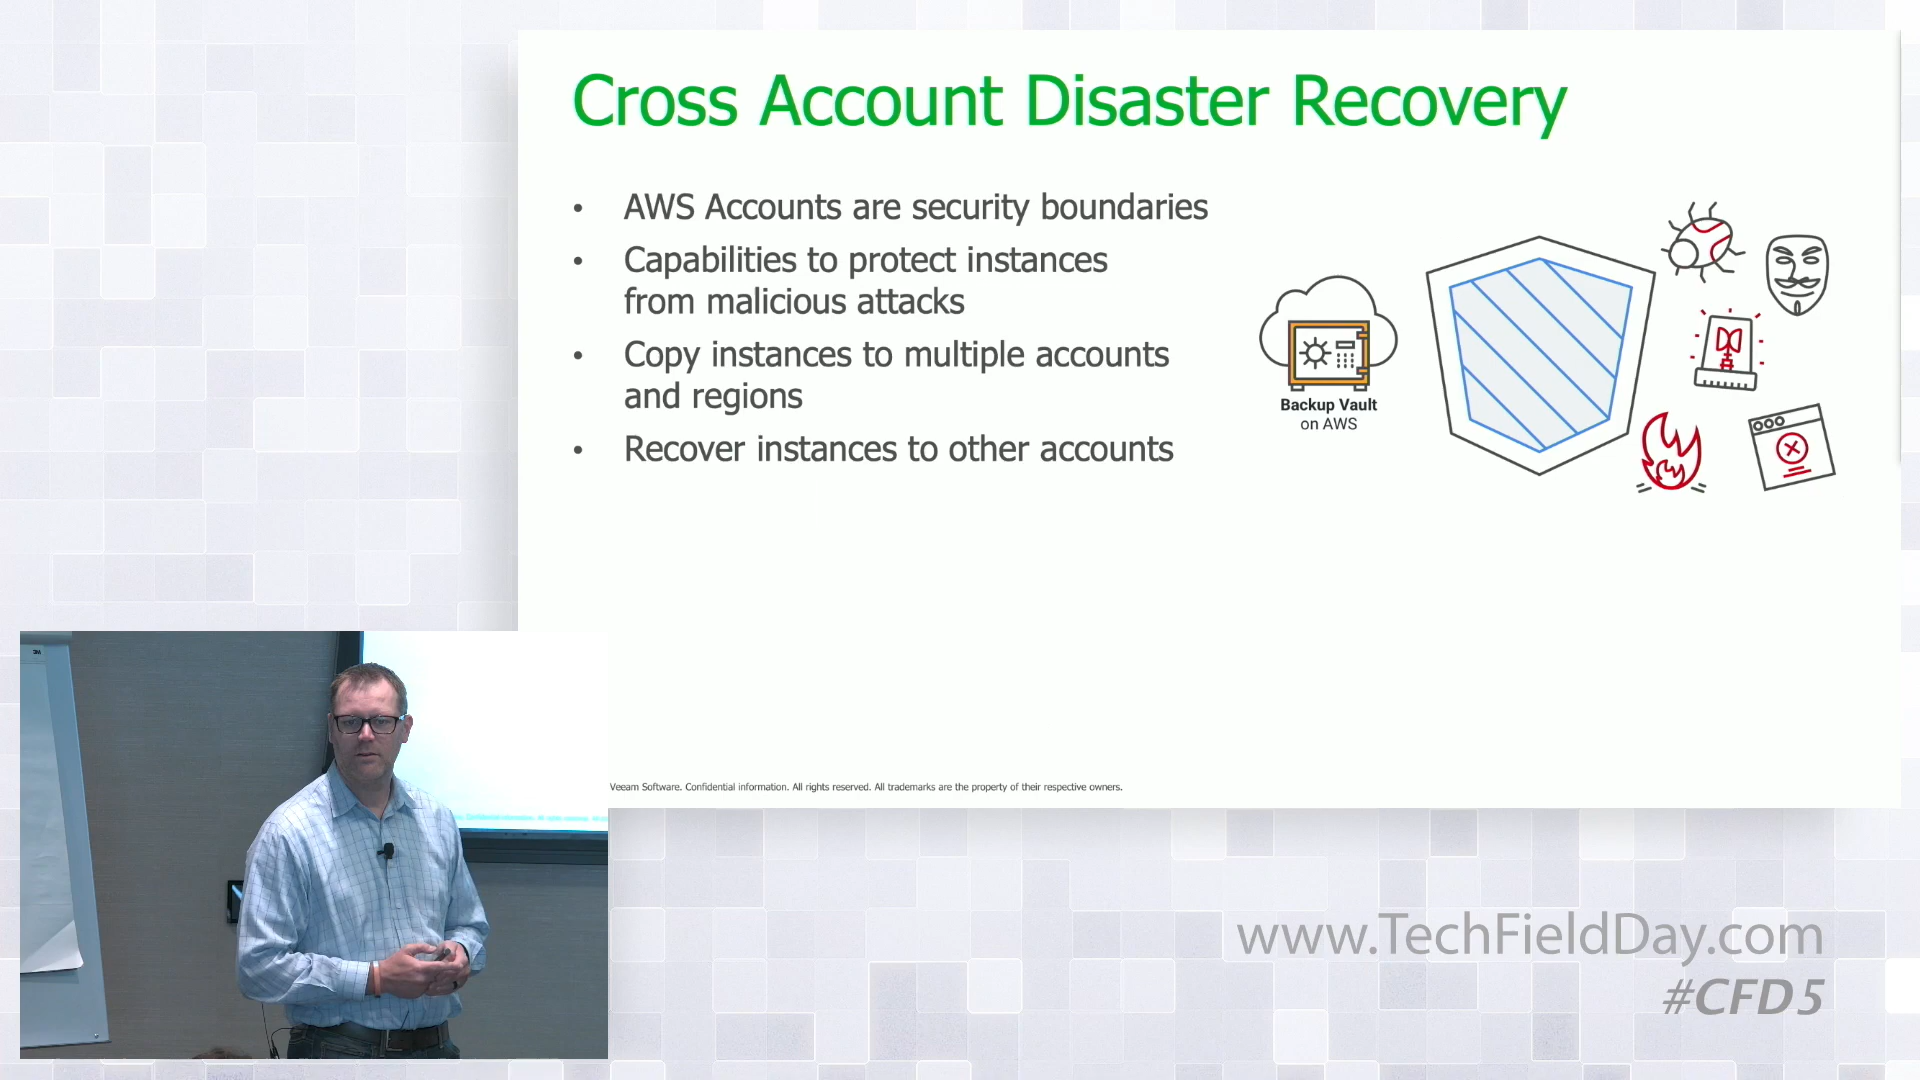 Cross Account Disaster Recovery
• AWS Accounts are security boundaries
• Capabilities to protect instances
from malicious attacks
• Copy instances to multiple accounts
and regions
• Recover instances to other accounts
Backup Vault
on AWS
Veeam Software. Confidential information. All rights reserved. All trademarks are the property of their respective owners.
www.TechFieldDay.com
#CFD5